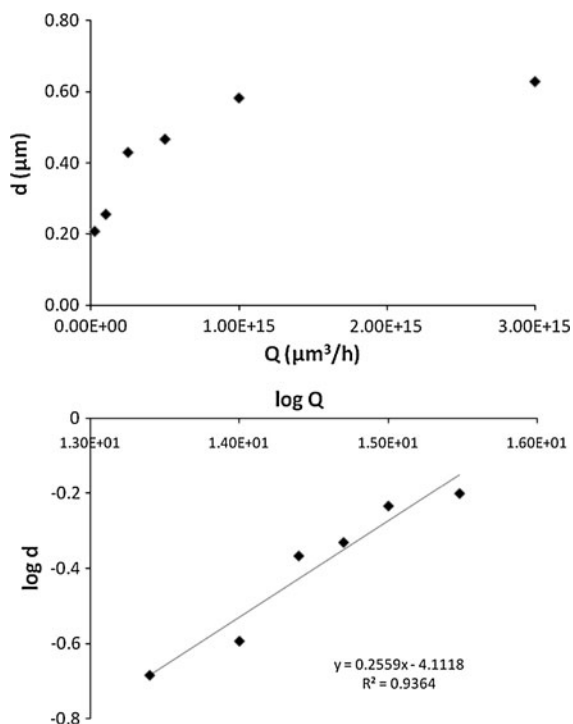 0.80
0.60
0.40
0.20
0.00
d (µm)
0.00E+00 1.00E+15 2.00E+15 3.00E+15
Q (µm³/h)
log Q
0
13.30E+01 1.40E+01 1.50E+01 1.60E+01
-0.2
-0.4
-0.6
-0.8
log d
y = 0.2559x - 4.1118
R² = 0.9364